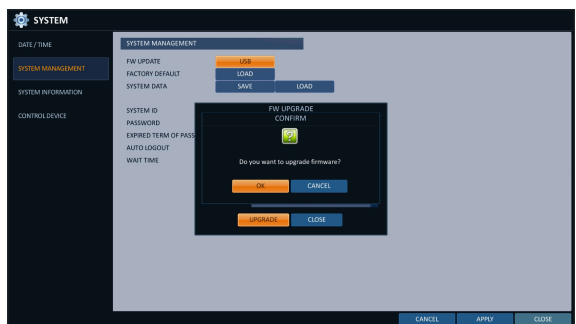 SYSTEM
DATE / TIME
SYSTEM MANAGEMENT
SYSTEM INFORMATION
CONTROL DEVICE
SYSTEM MANAGEMENT
FW UPDATE USB
FACTORY DEFAULT LOAD
SYSTEM DATA SAVE LOAD
SYSTEM ID
PASSWORD
EXPIRED TERM OF PASS
AUTO LOGOUT
WAIT TIME
FW UPGRADE
CONFIRM
?
Do you want to upgrade firmware?
OK CANCEL
UPGRADE CLOSE
CANCEL APPLY CLOSE